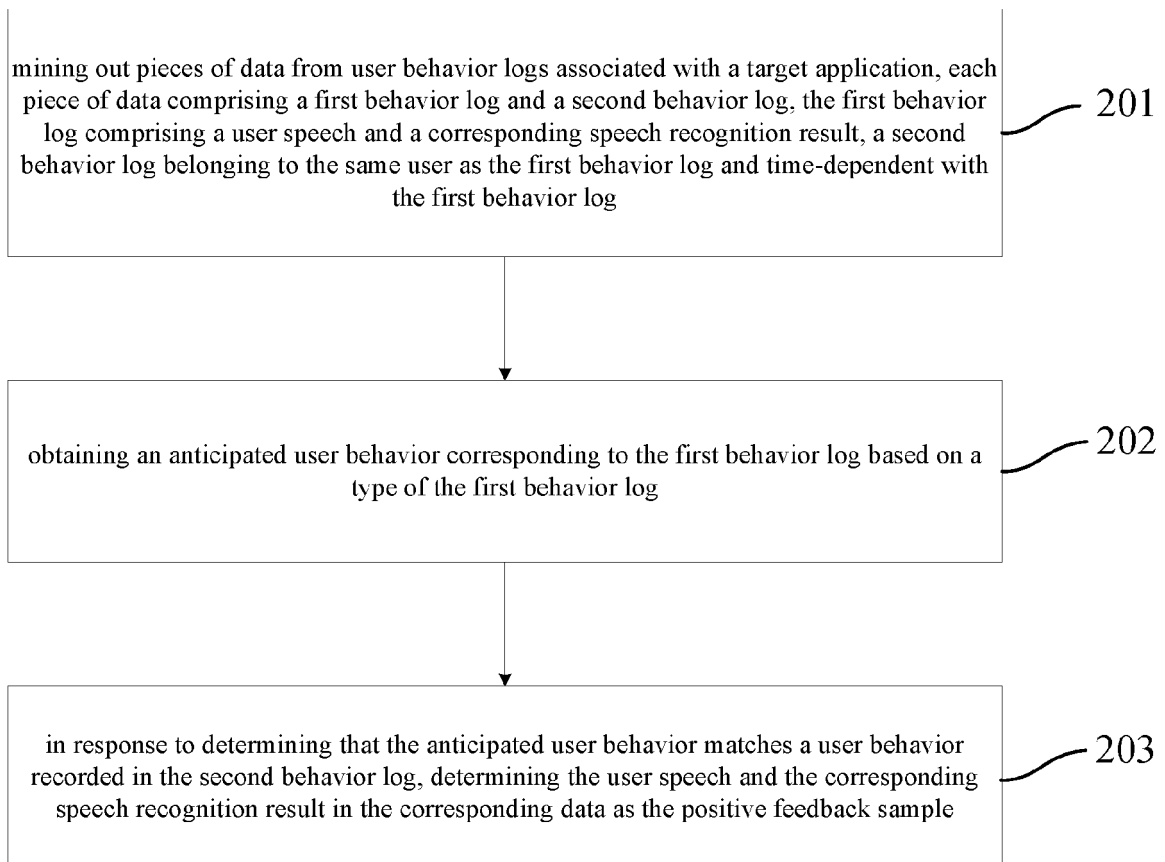 mining out pieces of data from user behavior logs associated with a target application, each
piece of data comprising a first behavior log and a second behavior log, the first behavior
log comprising a user speech and a corresponding speech recognition result, a second
behavior log belonging to the same user as the first behavior log and time-dependent with
the first behavior log
201
obtaining an anticipated user behavior corresponding to the first behavior log based on a
type of the first behavior log
202
in response to determining that the anticipated user behavior matches a user behavior
recorded in the second behavior log, determining the user speech and the corresponding
speech recognition result in the corresponding data as the positive feedback sample
203